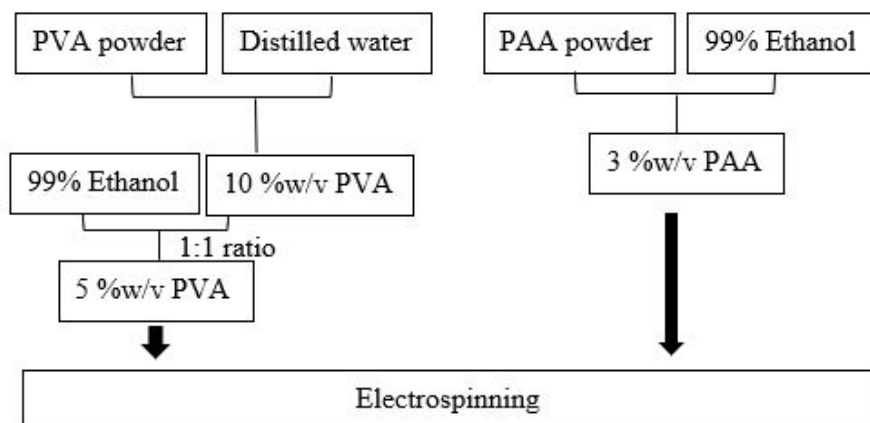 PVA powder
Distilled water
PAA powder
99% Ethanol
99% Ethanol
10 %w/v PVA
3 %w/v PAA
1:1 ratio
5 %w/v PVA
Electrospinning